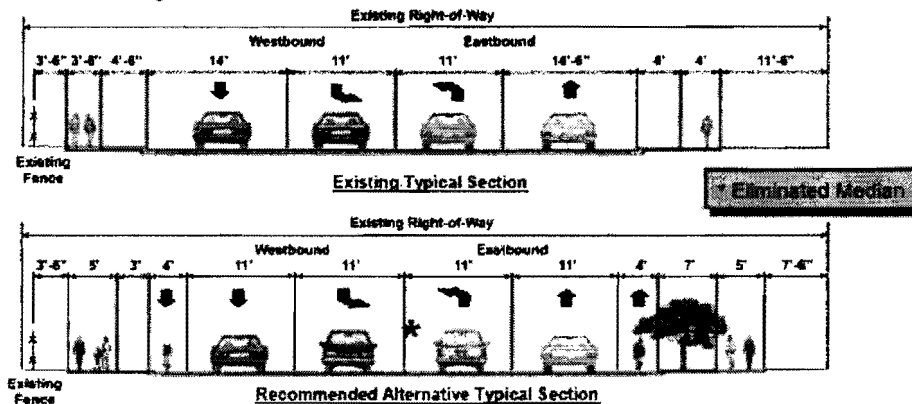 Existing Right-of-Way
Westbound Eastbound
3'-6" 3'-6" 4'-6" 14' 11' 11' 14'-6" 4' 4' 11'-6"
Existing
Fence
Existing Typical Section
* Eliminated Median
Existing Right-of-Way
Westbound Eastbound
3'-6" 5' 3' 4' 11' 11' 11' 11' 4' 7' 5' 7'-6"
*
Existing
Fence
Recommended Alternative Typical Section